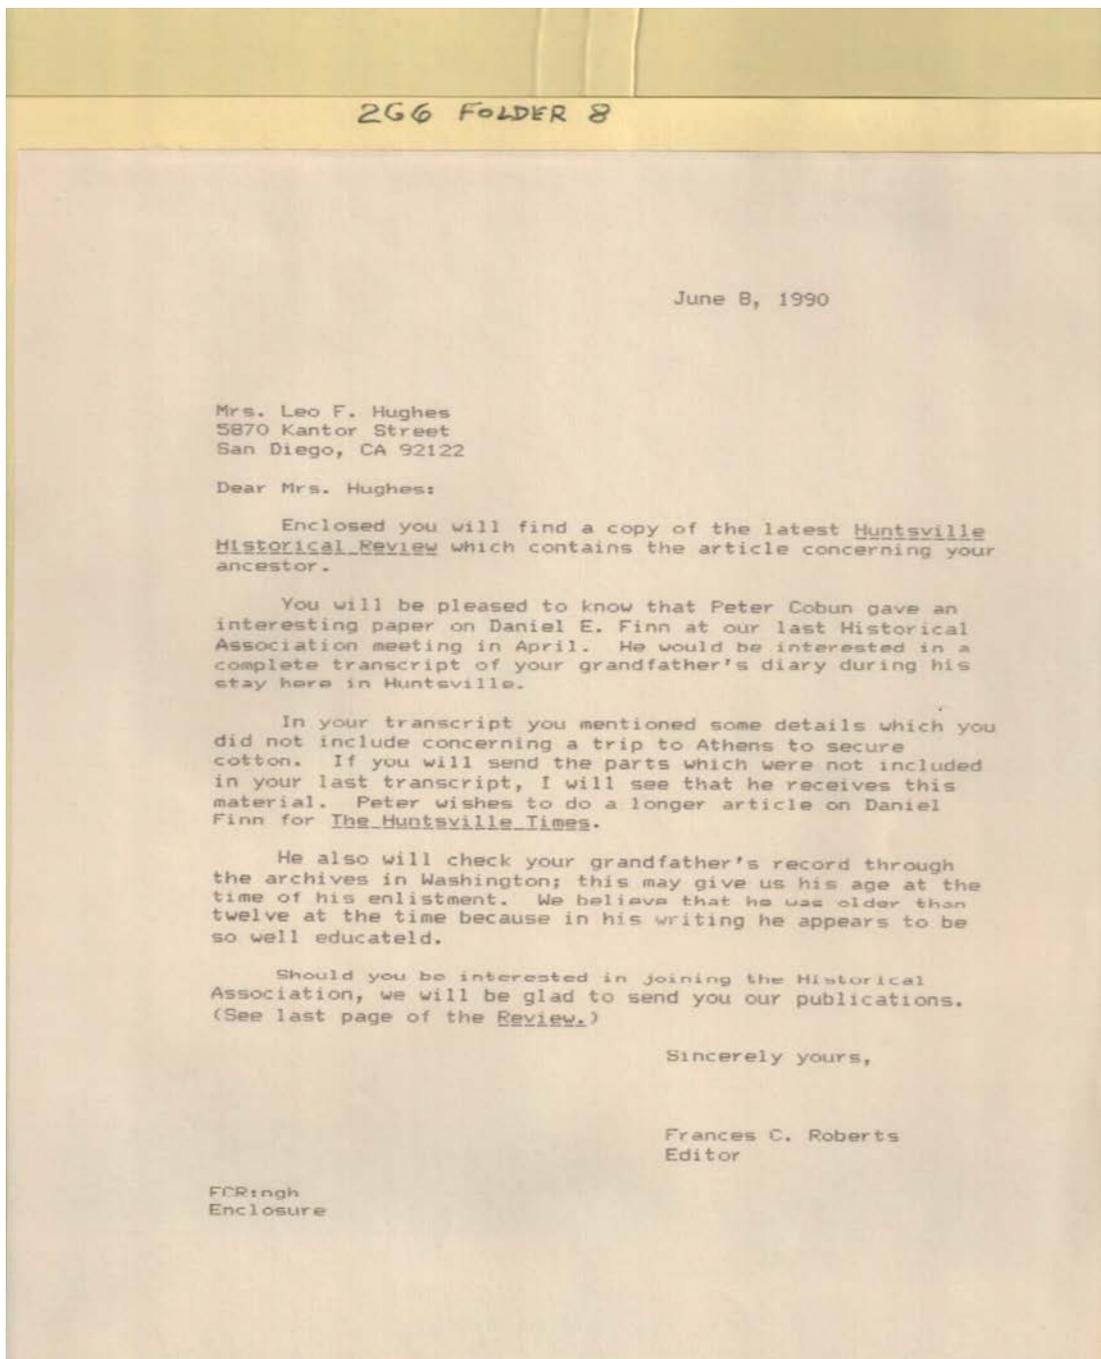 2G6 FOLDER 8
June 8, 1990
Mrs. Leo F. Hughes
5870 Kantor Street
San Diego, CA 92122
Dear Mrs. Hughes:
Enclosed you will find a copy of the latest Huntsville
Historical Review which contains the article concerning your
ancestor.
You will be pleased to know that Peter Cobun gave an
interesting paper on Daniel E. Finn at our last Historical
Association meeting in April. He would be interested in a
complete transcript of your grandfather's diary during his
stay here in Huntsville.
In your transcript you mentioned some details which you
did not include concerning a trip to Athens to secure
cotton. If you will send the parts which were not included
in your last transcript, I will see that he receives this
material. Peter wishes to do a longer article on Daniel
Finn for The Huntsville Times.
He also will check your grandfather's record through
the archives in Washington; this may give us his age at the
time of his enlistment. We believe that he was older than
twelve at the time because in his writing he appears to be
so well educateld.
Should you be interested in joining the Historical
Association, we will be glad to send you our publications.
(See last page of the Review.)
Sincerely yours,
Frances C. Roberts
Editor
FCR:ngh
Enclosure